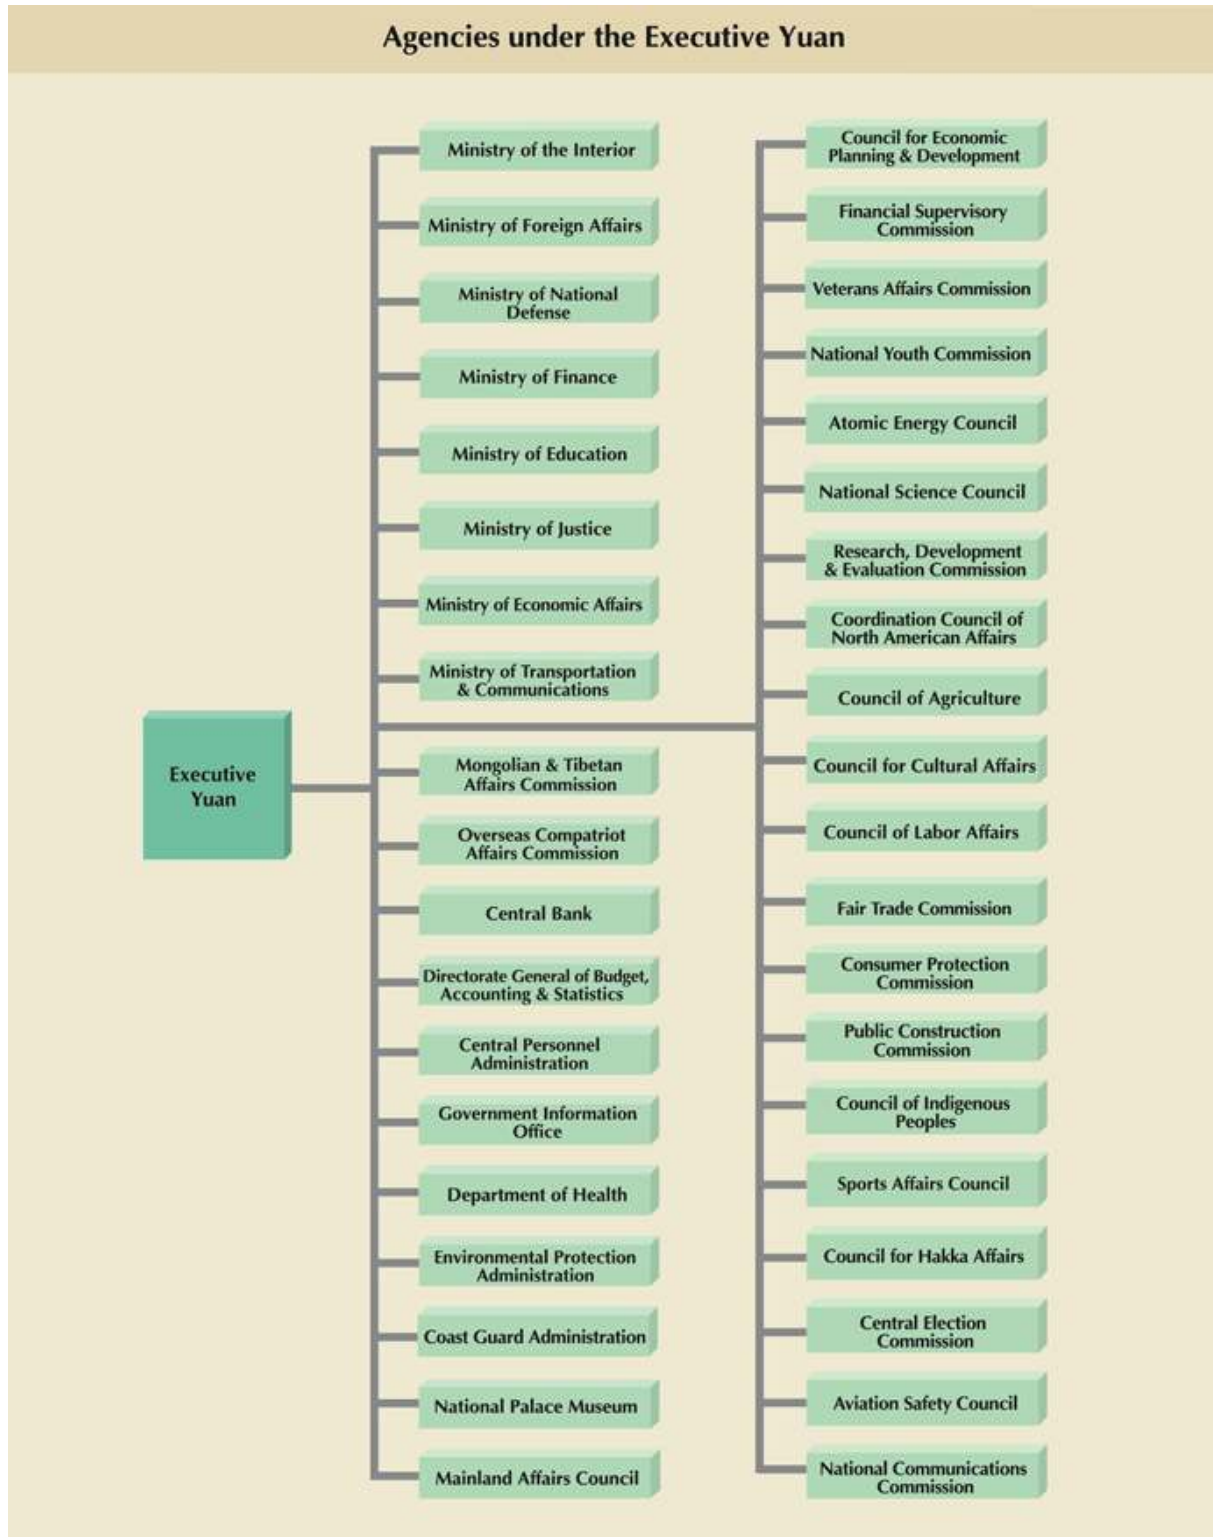 Agencies under the Executive Yuan
Executive
Yuan
Ministry of the Interior
Ministry of Foreign Affairs
Ministry of National
Defense
Ministry of Finance
Ministry of Education
Ministry of Justice
Ministry of Economic Affairs
Ministry of Transportation
& Communications
Mongolian & Tibetan
Affairs Commission
Overseas Compatriot
Affairs Commission
Central Bank
Directorate General of Budget,
Accounting & Statistics
Central Personnel
Administration
Government Information
Office
Department of Health
Environmental Protection
Administration
Coast Guard Administration
National Palace Museum
Mainland Affairs Council
Council for Economic
Planning & Development
Financial Supervisory
Commission
Veterans Affairs Commission
National Youth Commission
Atomic Energy Council
National Science Council
Research, Development
& Evaluation Commission
Coordination Council of
North American Affairs
Council of Agriculture
Council for Cultural Affairs
Council of Labor Affairs
Fair Trade Commission
Consumer Protection
Commission
Public Construction
Commission
Council of Indigenous
Peoples
Sports Affairs Council
Council for Hakka Affairs
Central Election
Commission
Aviation Safety Council
National Communications
Commission